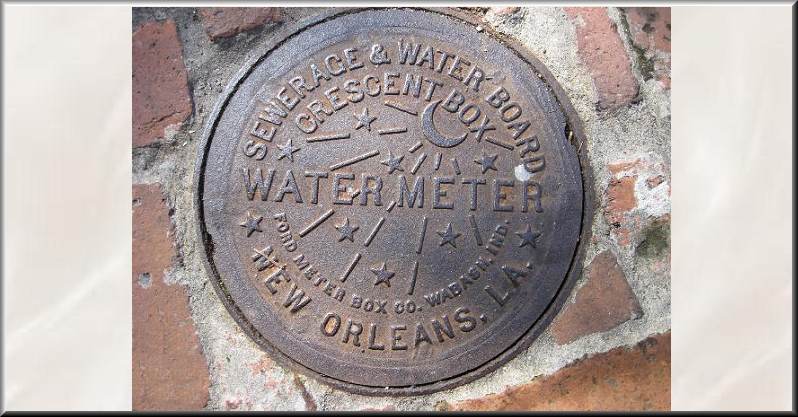 SEWERAGE & WATER BOARD
CRESCENT BOX
WATER METER
FORD METER BOX CO. WABASH, IND.
NEW ORLEANS, LA.